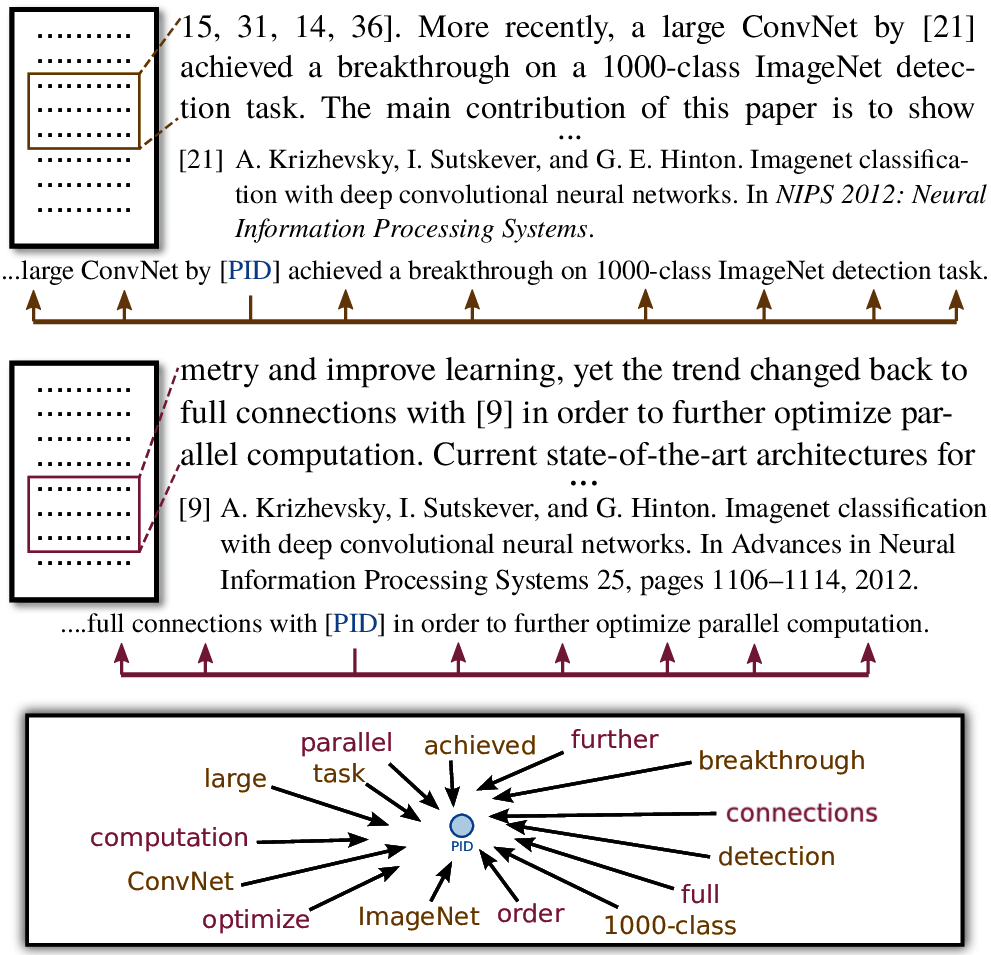 15, 31, 14, 36]. More recently, a large ConvNet by [21]
achieved a breakthrough on a 1000-class ImageNet detec-
tion task. The main contribution of this paper is to show
...
[21] A. Krizhevsky, I. Sutskever, and G. E. Hinton. Imagenet classifica-
tion with deep convolutional neural networks. In NIPS 2012: Neural
Information Processing Systems.
...large ConvNet by [PID] achieved a breakthrough on 1000-class ImageNet detection task.
metry and improve learning, yet the trend changed back to
full connections with [9] in order to further optimize par-
allel computation. Current state-of-the-art architectures for
...
[9] A. Krizhevsky, I. Sutskever, and G. Hinton. Imagenet classification
with deep convolutional neural networks. In Advances in Neural
Information Processing Systems 25, pages 1106–1114, 2012.
....full connections with [PID] in order to further optimize parallel computation.
parallel
achieved
further
task
large
breakthrough
connections
computation
PID
detection
ConvNet
full
optimize
ImageNet
order
1000-class